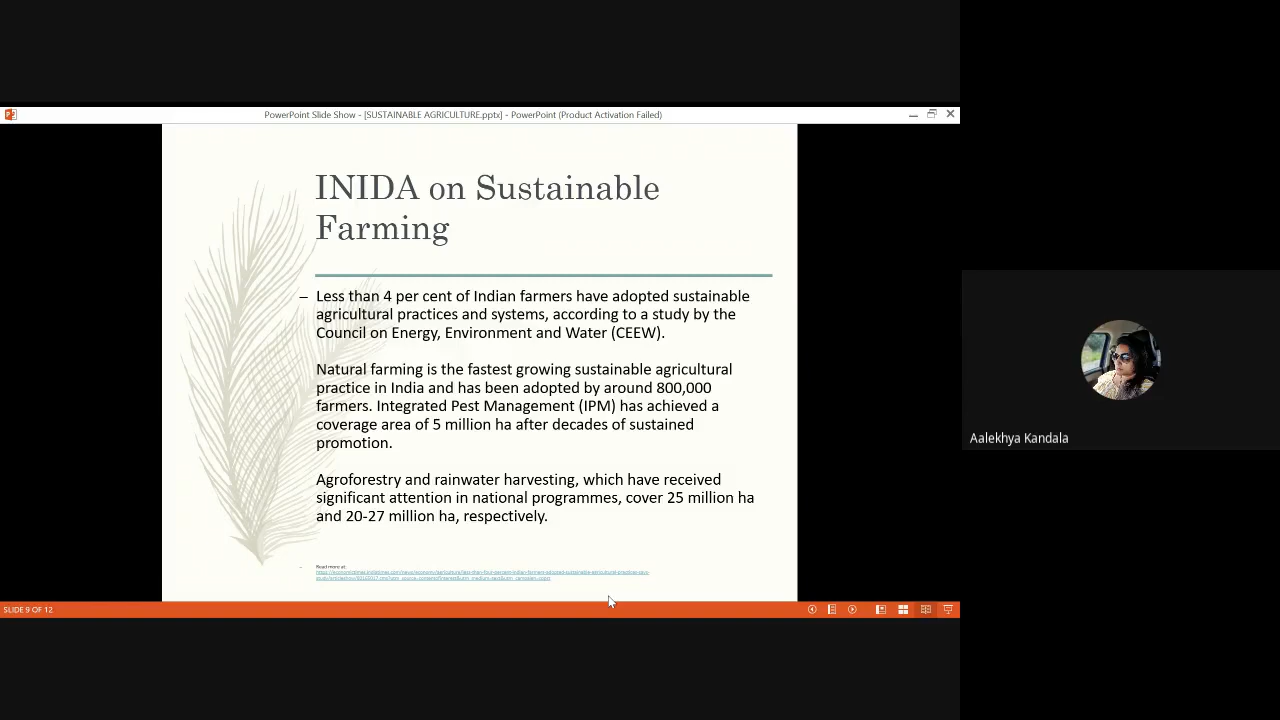 PowerPoint Slide Show - [SUSTAINABLE AGRICULTURE.pptx] - PowerPoint (Product Activation Failed)
INIDA on Sustainable
Farming
– Less than 4 per cent of Indian farmers have adopted sustainable
agricultural practices and systems, according to a study by the
Council on Energy, Environment and Water (CEEW).
Natural farming is the fastest growing sustainable agricultural
practice in India and has been adopted by around 800,000
farmers. Integrated Pest Management (IPM) has achieved a
coverage area of 5 million ha after decades of sustained
promotion.
Agroforestry and rainwater harvesting, which have received
significant attention in national programmes, cover 25 million ha
and 20-27 million ha, respectively.
– Read more at:
SLIDE 9 OF 12
Aalekhya Kandala